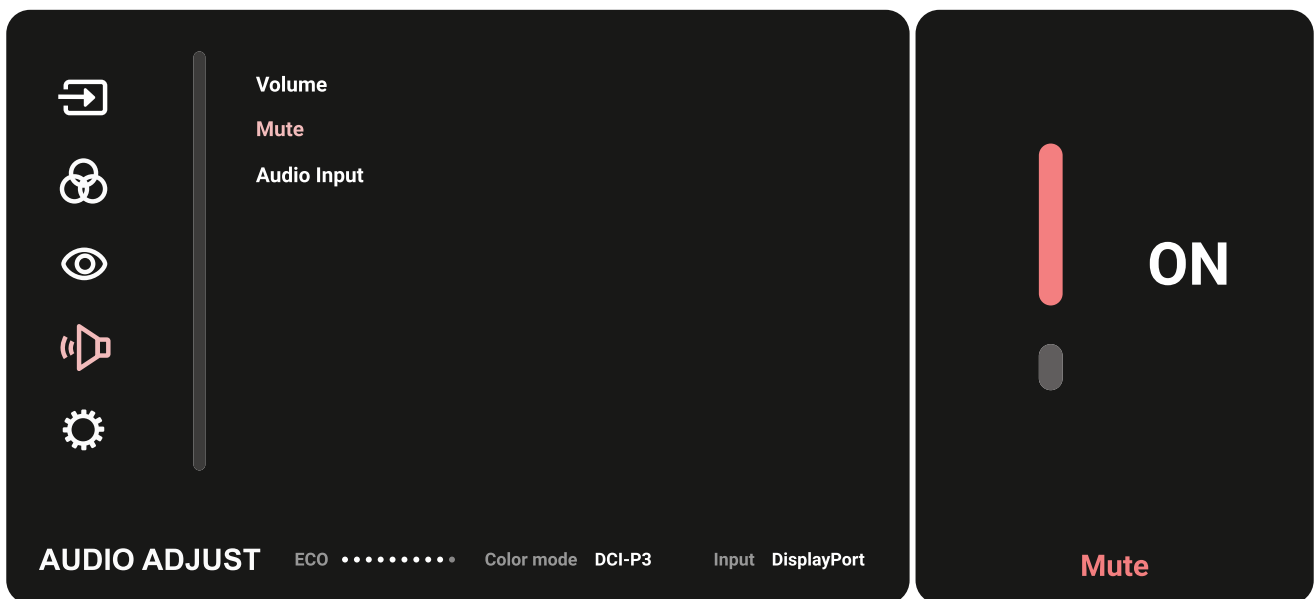 Volume
Mute
Audio Input
ON
AUDIO ADJUST ECO Color mode DCI-P3 Input DisplayPort
Mute